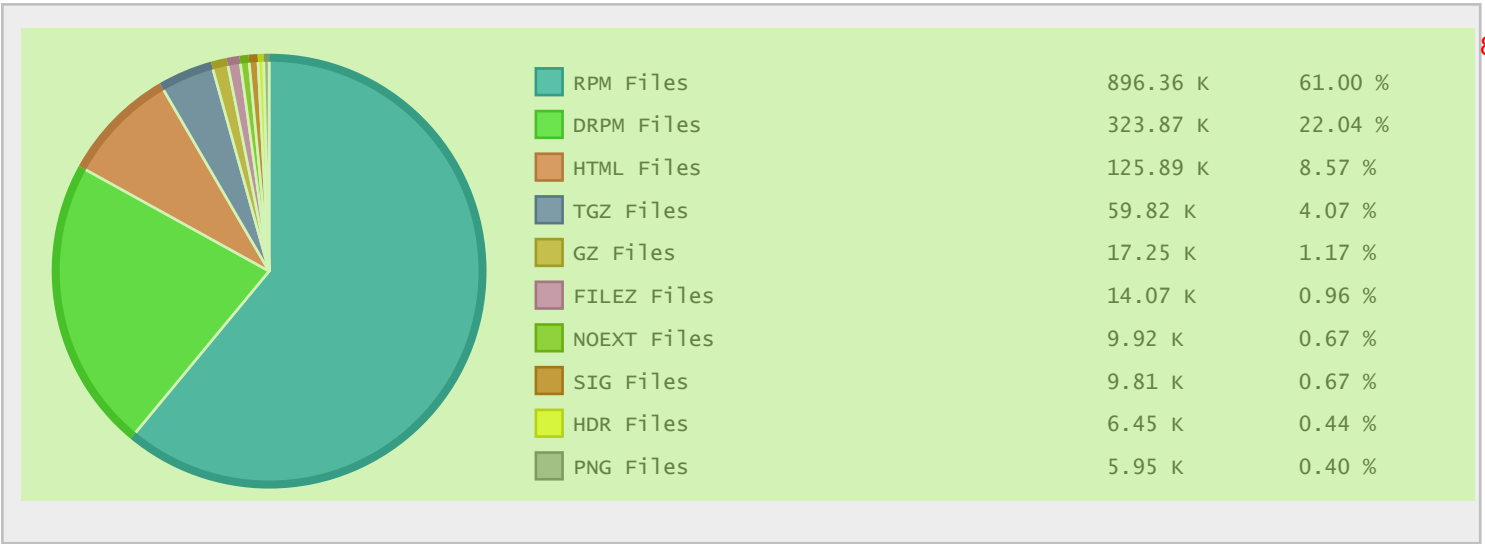 RPM Files 896.36 K 61.00 %
DRPM Files 323.87 K 22.04 %
HTML Files 125.89 K 8.57 %
TGZ Files 59.82 K 4.07 %
GZ Files 17.25 K 1.17 %
FILEZ Files 14.07 K 0.96 %
NOEXT Files 9.92 K 0.67 %
SIG Files 9.81 K 0.67 %
HDR Files 6.45 K 0.44 %
PNG Files 5.95 K 0.40 %